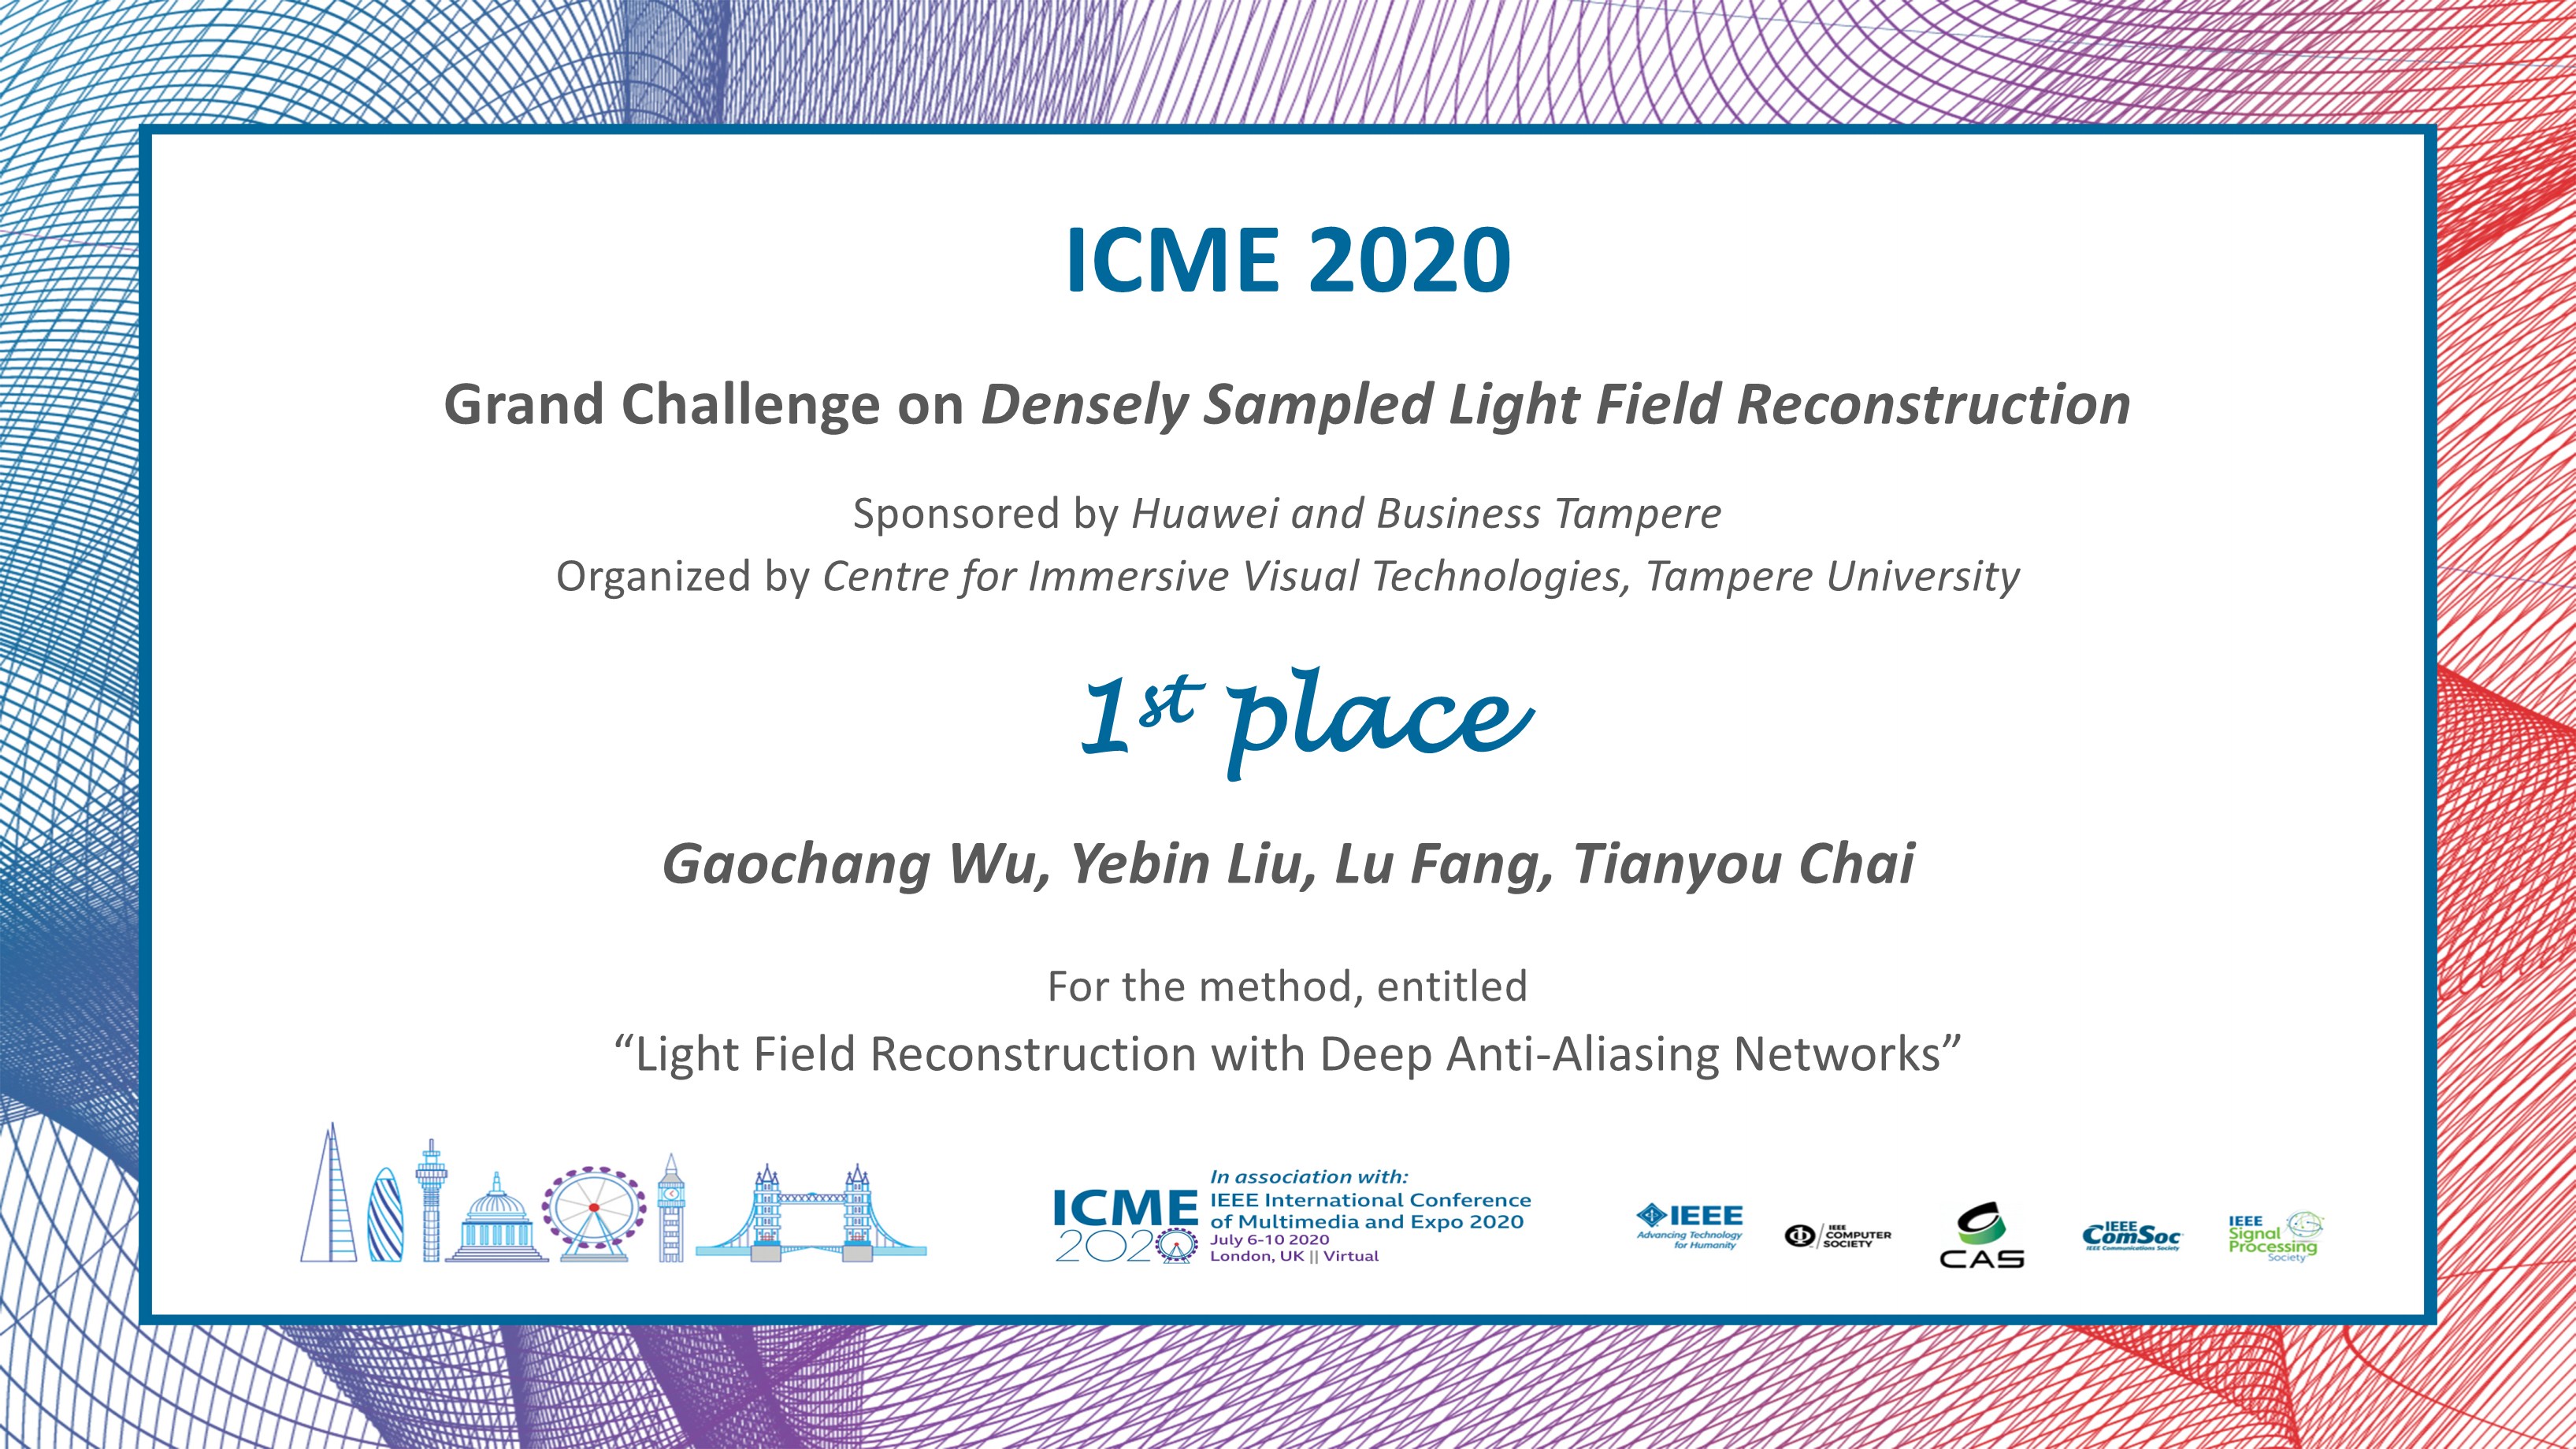 ICME 2020
Grand Challenge on Densely Sampled Light Field Reconstruction
Sponsored by Huawei and Business Tampere
Organized by Centre for Immersive Visual Technologies, Tampere University
1st place
Gaochang Wu, Yebin Liu, Lu Fang, Tianyou Chai
For the method, entitled
“Light Field Reconstruction with Deep Anti-Aliasing Networks”
ICME
2020
In association with:
IEEE International Conference
of Multimedia and Expo 2020
July 6-10 2020
London, UK || Virtual
IEEE
Advancing Technology
for Humanity
IEEE
COMPUTER
SOCIETY
CAS
IEEE
ComSoc
IEEE Communications Society
IEEE
Signal
Processing
Society